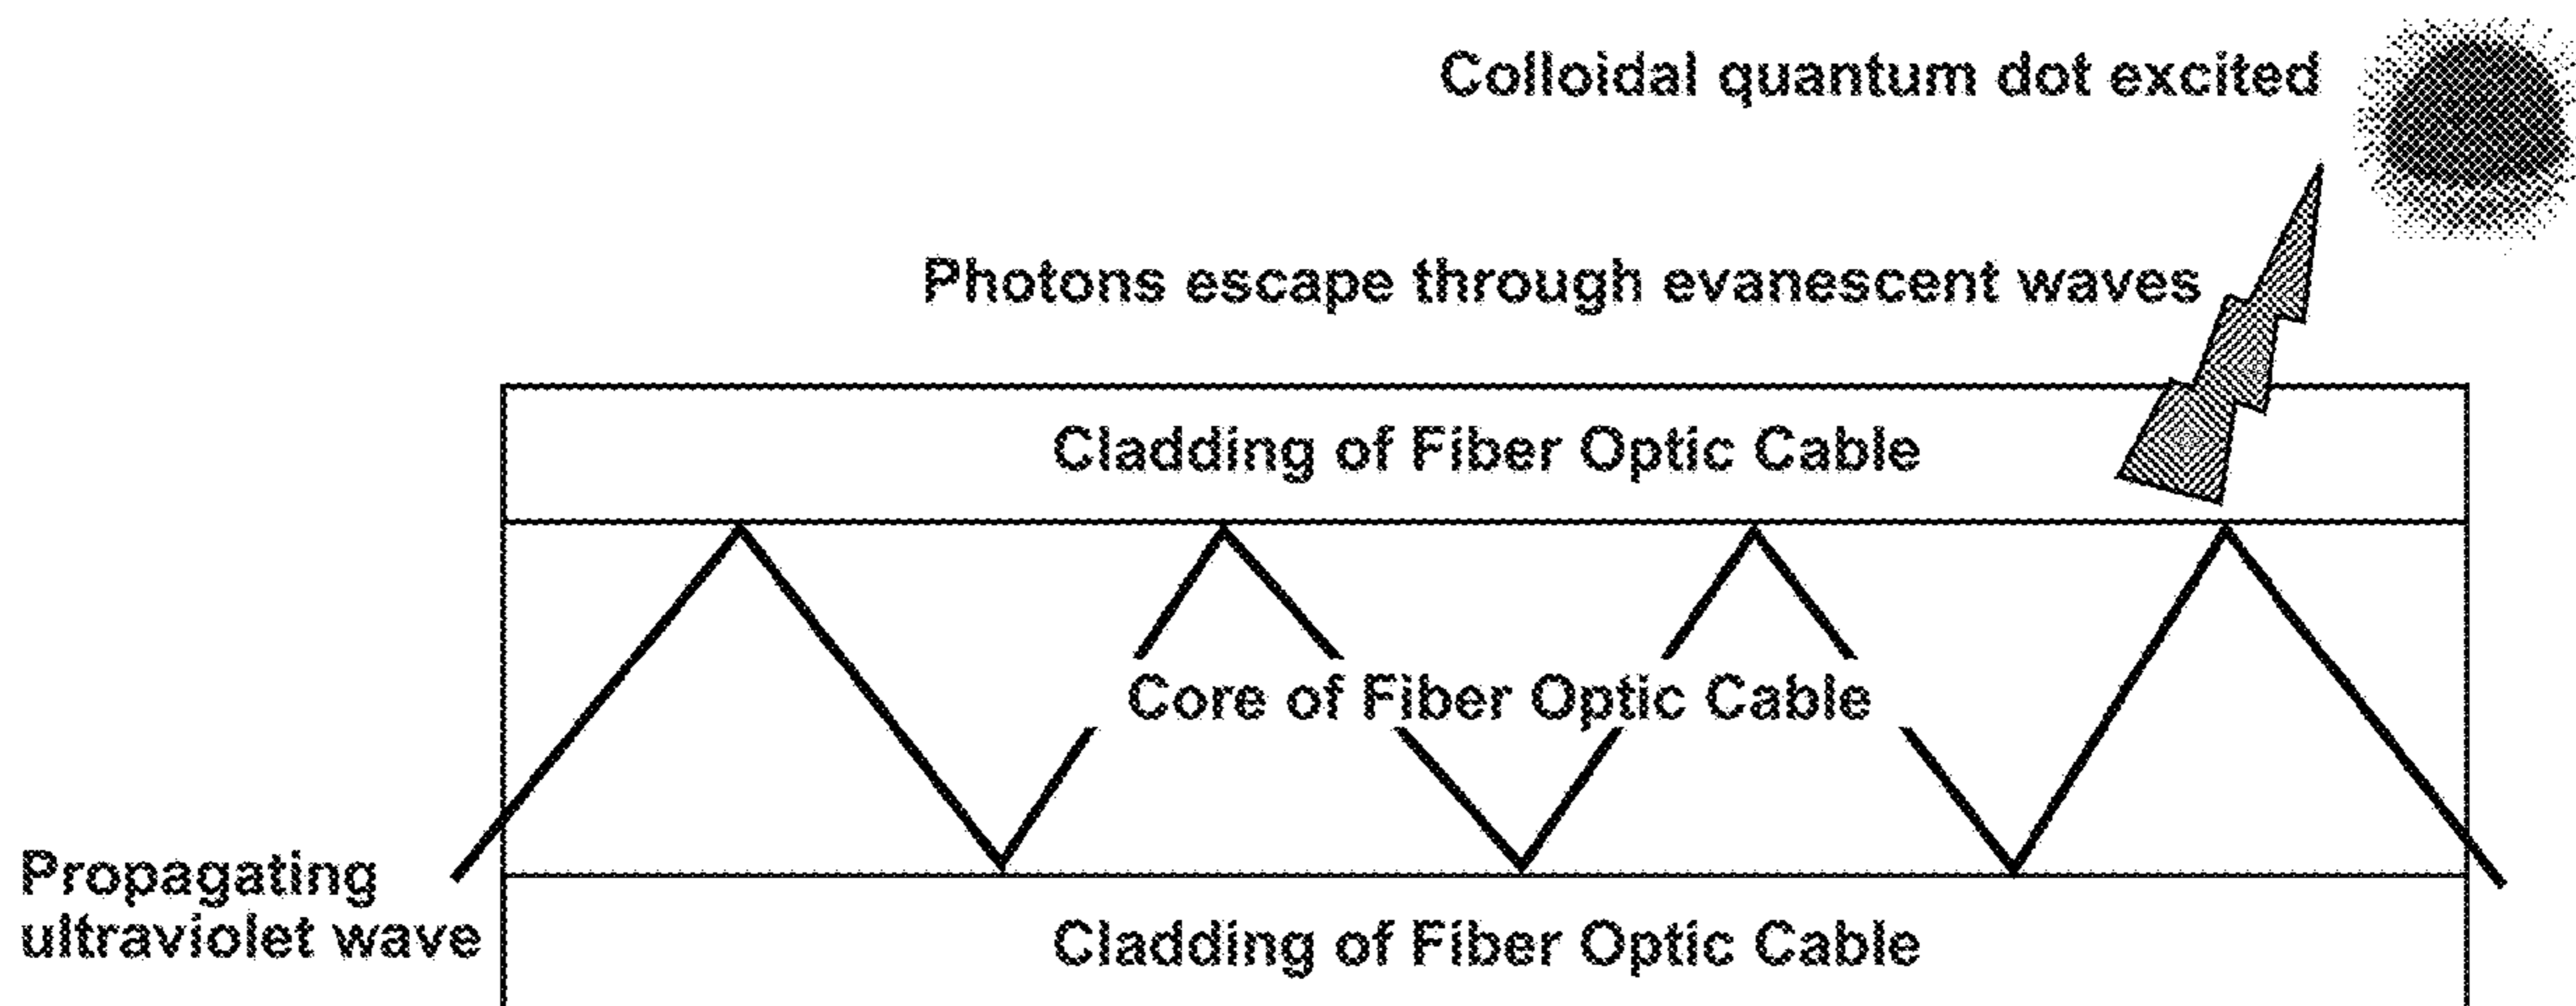 Colloidal quantum dot excited
Photons escape through evanescent waves
Cladding of Fiber Optic Cable
Core of Fiber Optic Cable
Propagating
ultraviolet wave
Cladding of Fiber Optic Cable